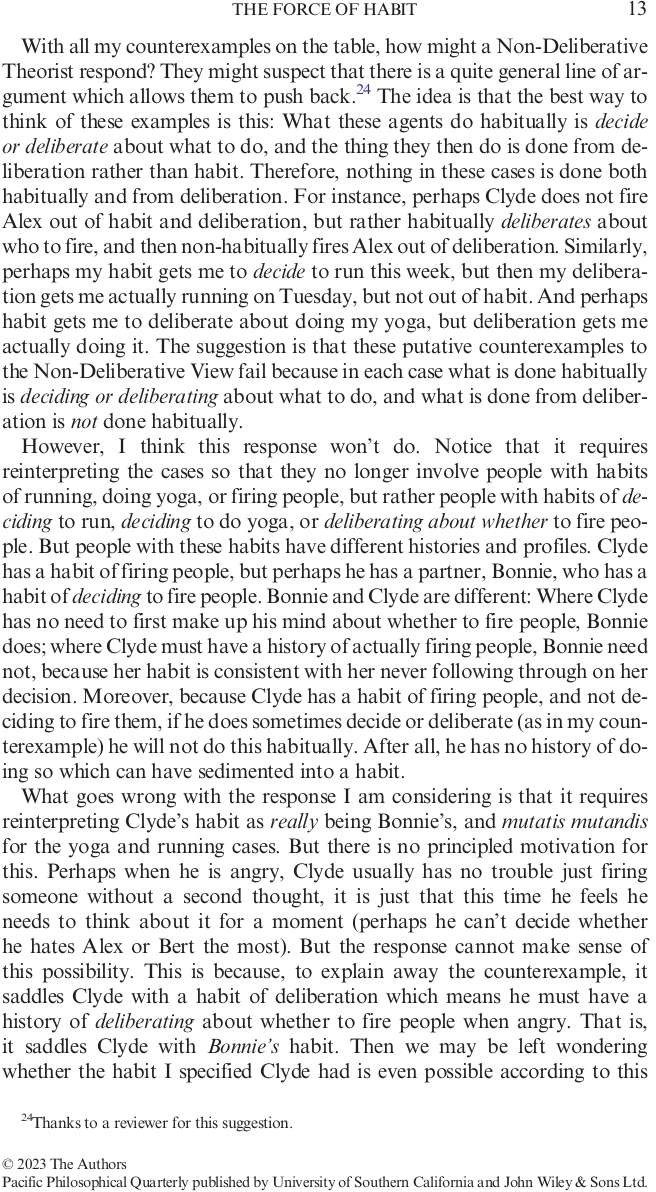 THE FORCE OF HABIT 13
With all my counterexamples on the table, how might a Non-Deliberative
Theorist respond? They might suspect that there is a quite general line of ar-
gument which allows them to push back.24 The idea is that the best way to
think of these examples is this: What these agents do habitually is decide
or deliberate about what to do, and the thing they then do is done from de-
liberation rather than habit. Therefore, nothing in these cases is done both
habitually and from deliberation. For instance, perhaps Clyde does not fire
Alex out of habit and deliberation, but rather habitually deliberates about
who to fire, and then non-habitually fires Alex out of deliberation. Similarly,
perhaps my habit gets me to decide to run this week, but then my delibera-
tion gets me actually running on Tuesday, but not out of habit. And perhaps
habit gets me to deliberate about doing my yoga, but deliberation gets me
actually doing it. The suggestion is that these putative counterexamples to
the Non-Deliberative View fail because in each case what is done habitually
is deciding or deliberating about what to do, and what is done from deliber-
ation is not done habitually.
However, I think this response won't do. Notice that it requires
reinterpreting the cases so that they no longer involve people with habits
of running, doing yoga, or firing people, but rather people with habits of de-
ciding to run, deciding to do yoga, or deliberating about whether to fire peo-
ple. But people with these habits have different histories and profiles. Clyde
has a habit of firing people, but perhaps he has a partner, Bonnie, who has a
habit of deciding to fire people. Bonnie and Clyde are different: Where Clyde
has no need to first make up his mind about whether to fire people, Bonnie
does; where Clyde must have a history of actually firing people, Bonnie need
not, because her habit is consistent with her never following through on her
decision. Moreover, because Clyde has a habit of firing people, and not de-
ciding to fire them, if he does sometimes decide or deliberate (as in my coun-
terexample) he will not do this habitually. After all, he has no history of do-
ing so which can have sedimented into a habit.
What goes wrong with the response I am considering is that it requires
reinterpreting Clyde's habit as really being Bonnie's, and mutatis mutandis
for the yoga and running cases. But there is no principled motivation for
this. Perhaps when he is angry, Clyde usually has no trouble just firing
someone without a second thought, it is just that this time he feels he
needs to think about it for a moment (perhaps he can't decide whether
he hates Alex or Bert the most). But the response cannot make sense of
this possibility. This is because, to explain away the counterexample, it
saddles Clyde with a habit of deliberation which means he must have a
history of deliberating about whether to fire people when angry. That is,
it saddles Clyde with Bonnie's habit. Then we may be left wondering
whether the habit I specified Clyde had is even possible according to this
24Thanks to a reviewer for this suggestion.
© 2023 The Authors
Pacific Philosophical Quarterly published by University of Southern California and John Wiley & Sons Ltd.